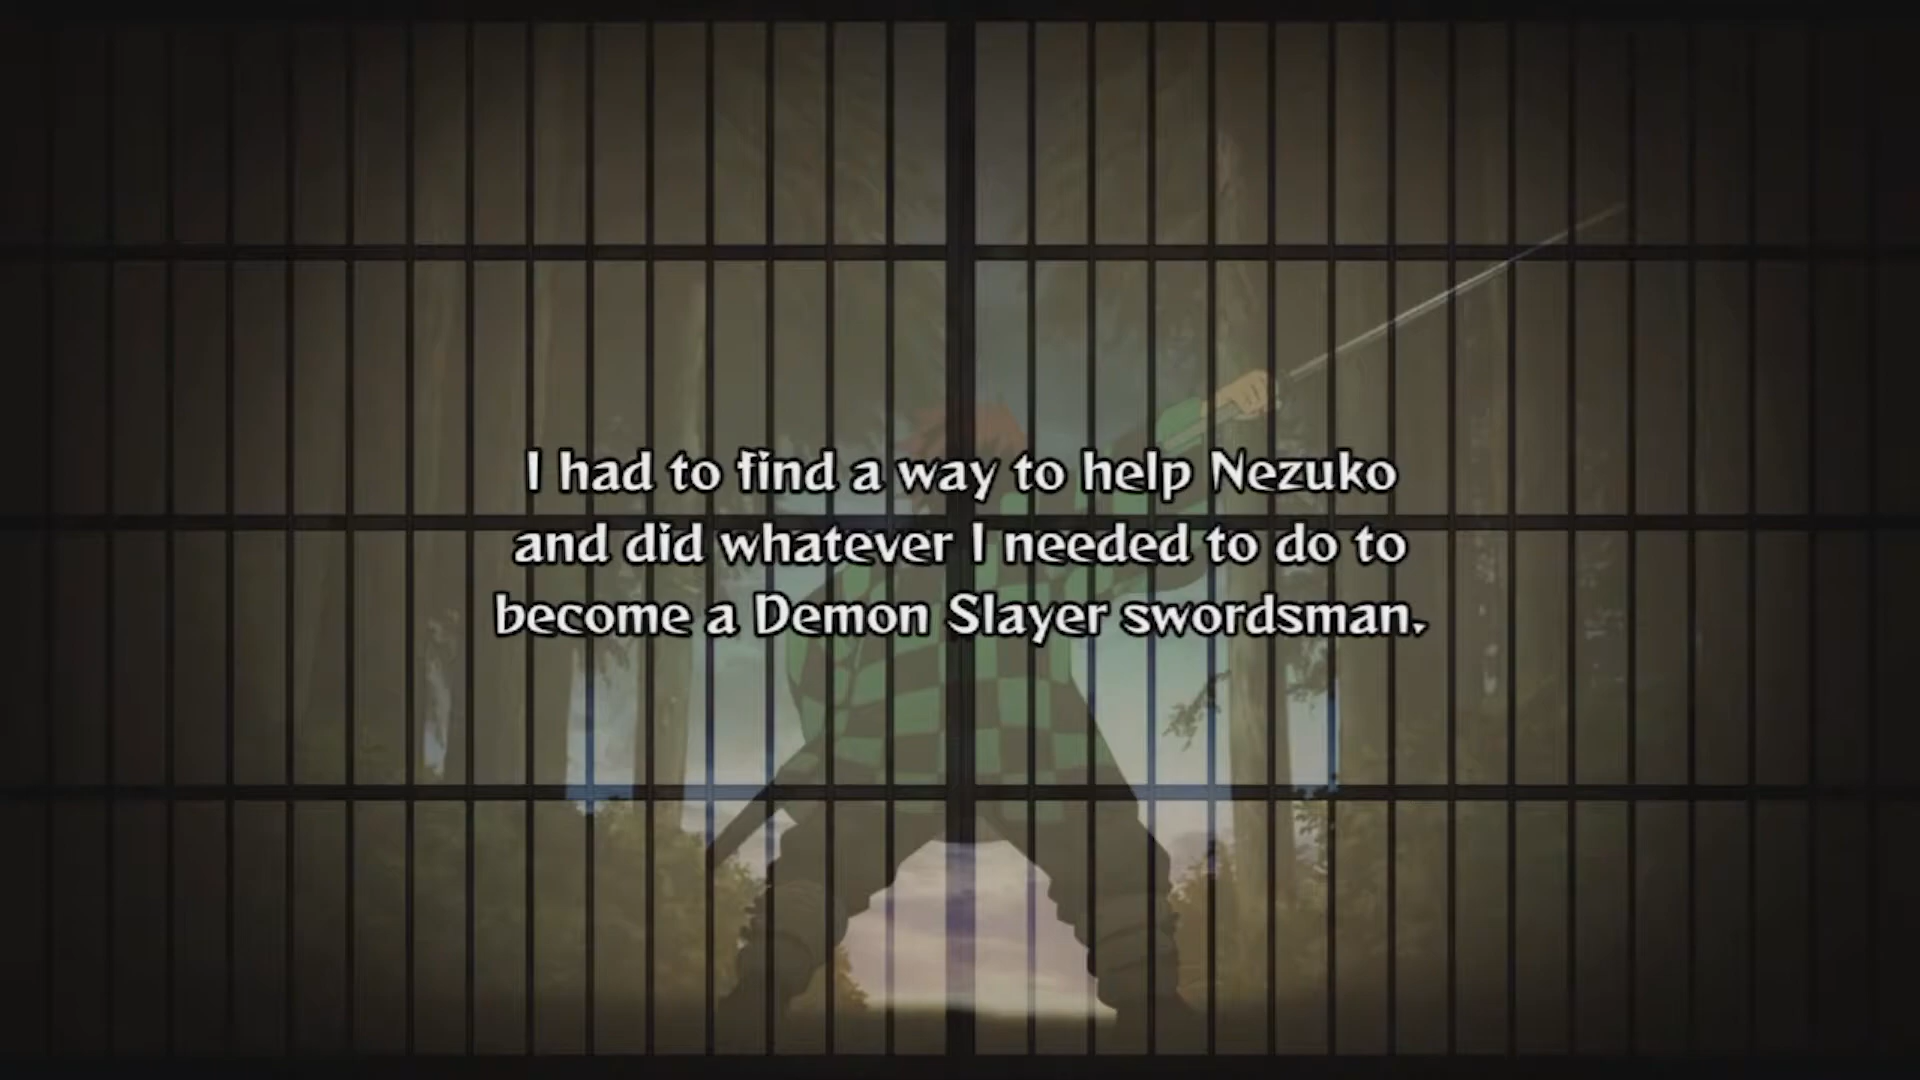 I had to find a way to help Nezuko
and did whatever I needed to do to
become a Demon Slayer swordsman.